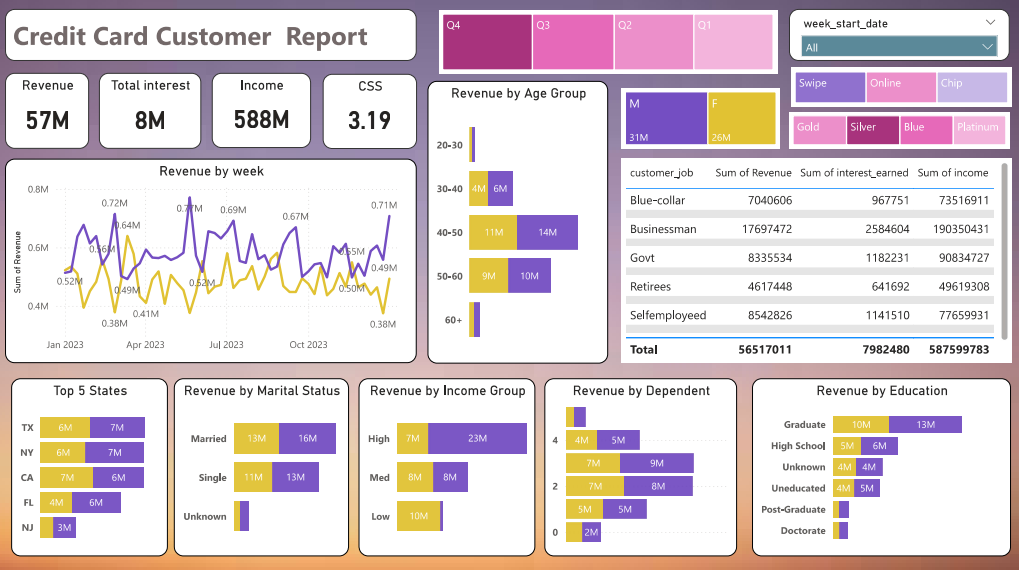 Credit Card Customer  Report
Q4
Q3
Q2
Q1
week_start_date
All
Revenue
57M
Total interest
8M
Income
588M
CSS
3.19
Swipe
Online
Chip
Gold
Silver
Blue
Platinum
M
31M
F
26M
Revenue by week
Sum of Revenue
0.8M
0.6M
0.4M
0.52M
0.56M
0.72M
0.38M
0.64M
0.49M
0.41M
0.77M
0.52M
0.69M
0.67M
0.55M
0.50M
0.71M
0.49M
0.38M
Jan 2023
Apr 2023
Jul 2023
Oct 2023
Revenue by Age Group
20-30
30-40
4M
6M
40-50
11M
14M
50-60
9M
10M
60+
customer_job Sum of Revenue Sum of interest_earned Sum of income
Blue-collar 7040606 967751 73516911
Businessman 17697472 2584604 190350431
Govt 8335534 1182231 90834727
Retirees 4617448 641692 49619308
Selfemployeed 8542826 1141510 77659931
Total 56517011 7982480 587599783
Top 5 States
TX 6M 7M
NY 6M 7M
CA 7M 6M
FL 4M 6M
NJ 3M
Revenue by Marital Status
Married 13M 16M
Single 11M 13M
Unknown
Revenue by Income Group
High 7M 23M
Med 8M 8M
Low 10M
Revenue by Dependent
4 4M 5M
7M 9M
2 7M 8M
5M 5M
0 2M
Revenue by Education
Graduate 10M 13M
High School 5M 6M
Unknown 4M 4M
Uneducated 4M 5M
Post-Graduate
Doctorate